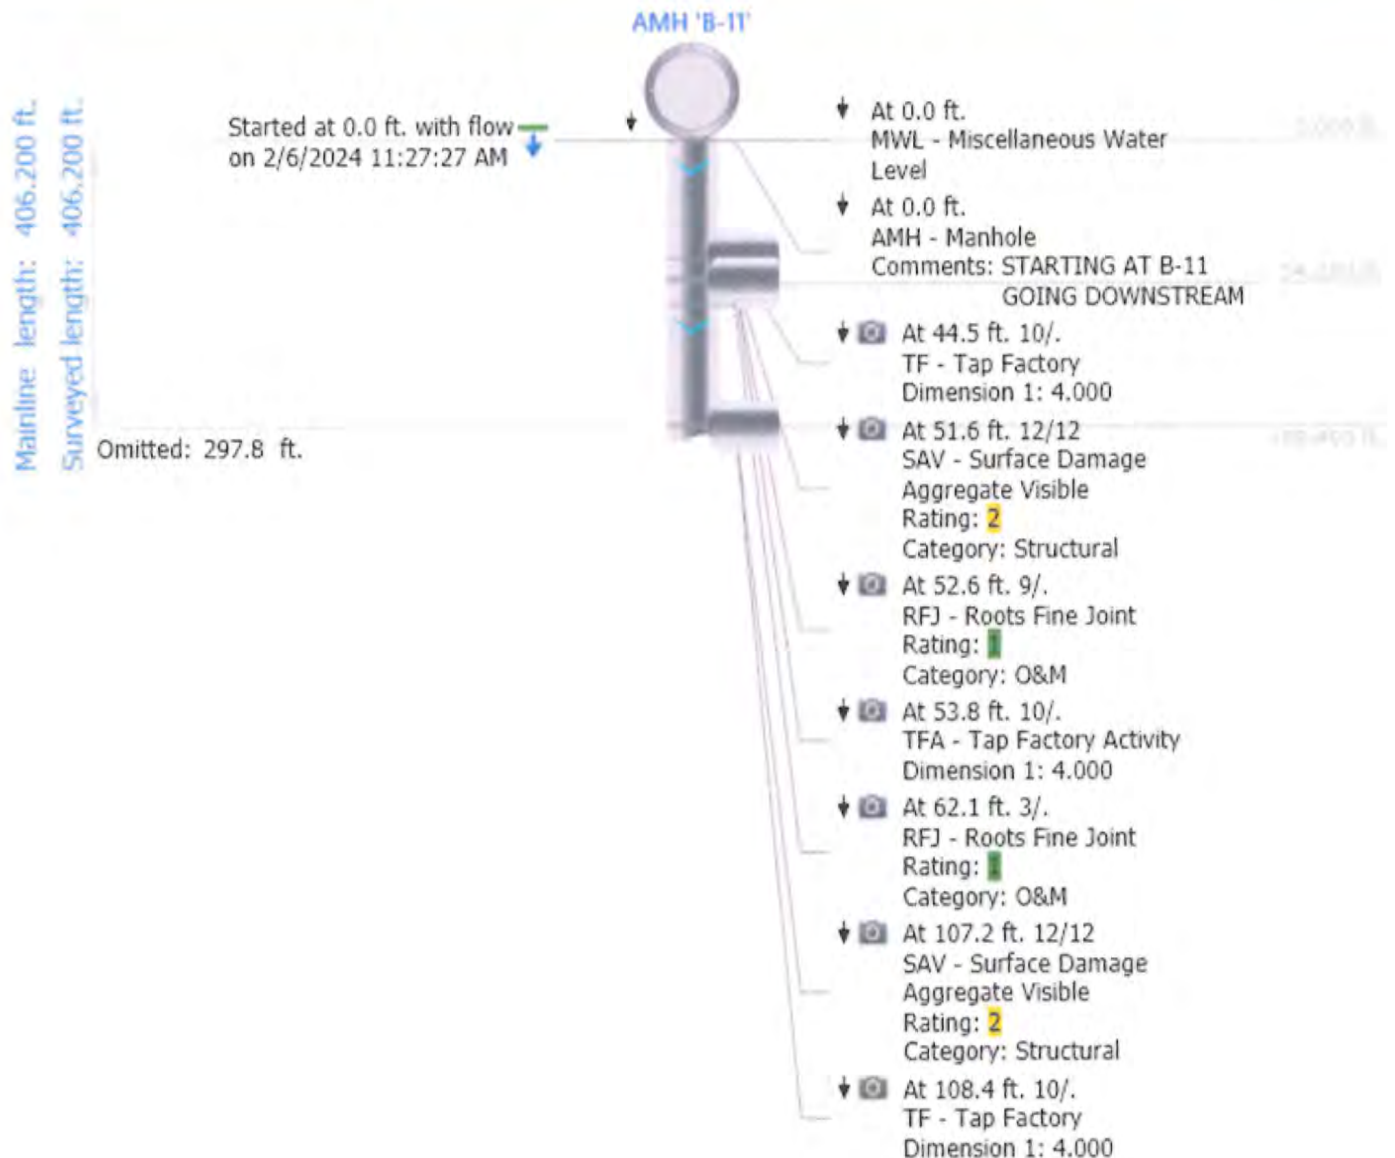 AMH 'B-11'
Mainline length: 406.200 ft.
Surveyed length: 406.200 ft.
Started at 0.0 ft. with flow
on 2/6/2024 11:27:27 AM
Omitted: 297.8 ft.
At 0.0 ft.
MWL - Miscellaneous Water
Level
At 0.0 ft.
AMH - Manhole
Comments: STARTING AT B-11
GOING DOWNSTREAM
At 44.5 ft. 10/.
TF - Tap Factory
Dimension 1: 4.000
At 51.6 ft. 12/12
SAV - Surface Damage
Aggregate Visible
Rating: 2
Category: Structural
At 52.6 ft. 9/.
RFJ - Roots Fine Joint
Rating: 1
Category: O&M
At 53.8 ft. 10/.
TFA - Tap Factory Activity
Dimension 1: 4.000
At 62.1 ft. 3/.
RFJ - Roots Fine Joint
Rating: 1
Category: O&M
At 107.2 ft. 12/12
SAV - Surface Damage
Aggregate Visible
Rating: 2
Category: Structural
At 108.4 ft. 10/.
TF - Tap Factory
Dimension 1: 4.000